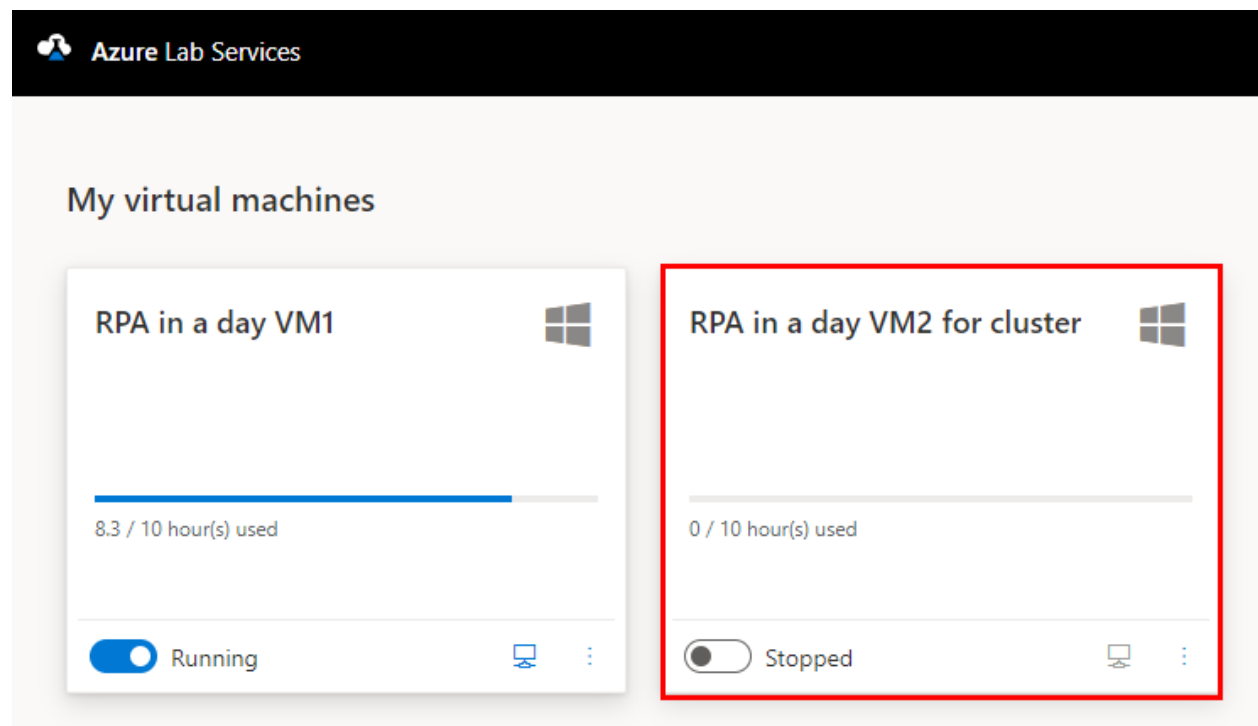 Azure Lab Services
My virtual machines
RPA in a day VM1
8.3 / 10 hour(s) used
Running
RPA in a day VM2 for cluster
0 / 10 hour(s) used
Stopped